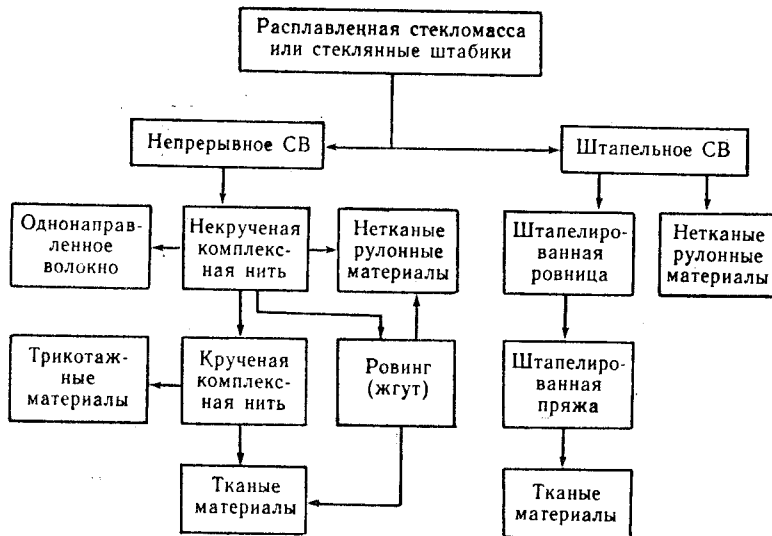 Расплавленная стекломасса
или стеклянные штабики
Непрерывное СВ
Штапельное СВ
Однонаправ-
ленное
волокно
Некрученая
комплекс-
ная нить
Нетканые
рулонные
материалы
Штапелиро-
ванная
ровница
Нетканые
рулонные
материалы
Трикотаж-
ные
материалы
Крученая
комплекс-
ная нить
Ровинг
(жгут)
Штапелиро-
ванная
пряжа
Тканые
материалы
Тканые
материалы